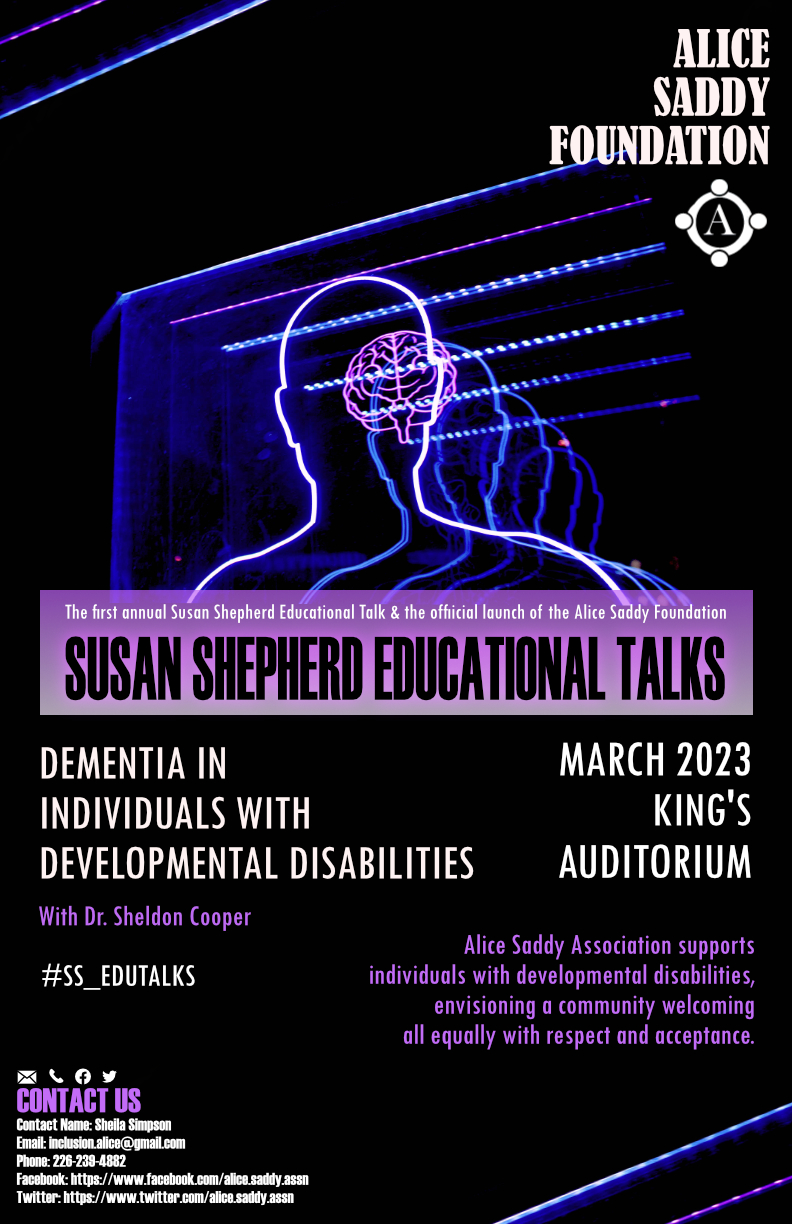 ALICE
SADDY
FOUNDATION
A
The first annual Susan Shepherd Educational Talk & the official launch of the Alice Saddy Foundation
SUSAN SHEPHERD EDUCATIONAL TALKS
DEMENTIA IN
INDIVIDUALS WITH
DEVELOPMENTAL DISABILITIES
With Dr. Sheldon Cooper
#SS_EDUTALKS
MARCH 2023
KING'S
AUDITORIUM
Alice Saddy Association supports
individuals with developmental disabilities,
envisioning a community welcoming
all equally with respect and acceptance.
CONTACT US
Contact Name: Sheila Simpson
Email: inclusion.alice@gmail.com
Phone: 226-239-4882
Facebook: https://www.facebook.com/alice.saddy.assn
Twitter: https://www.twitter.com/alice.saddy.assn